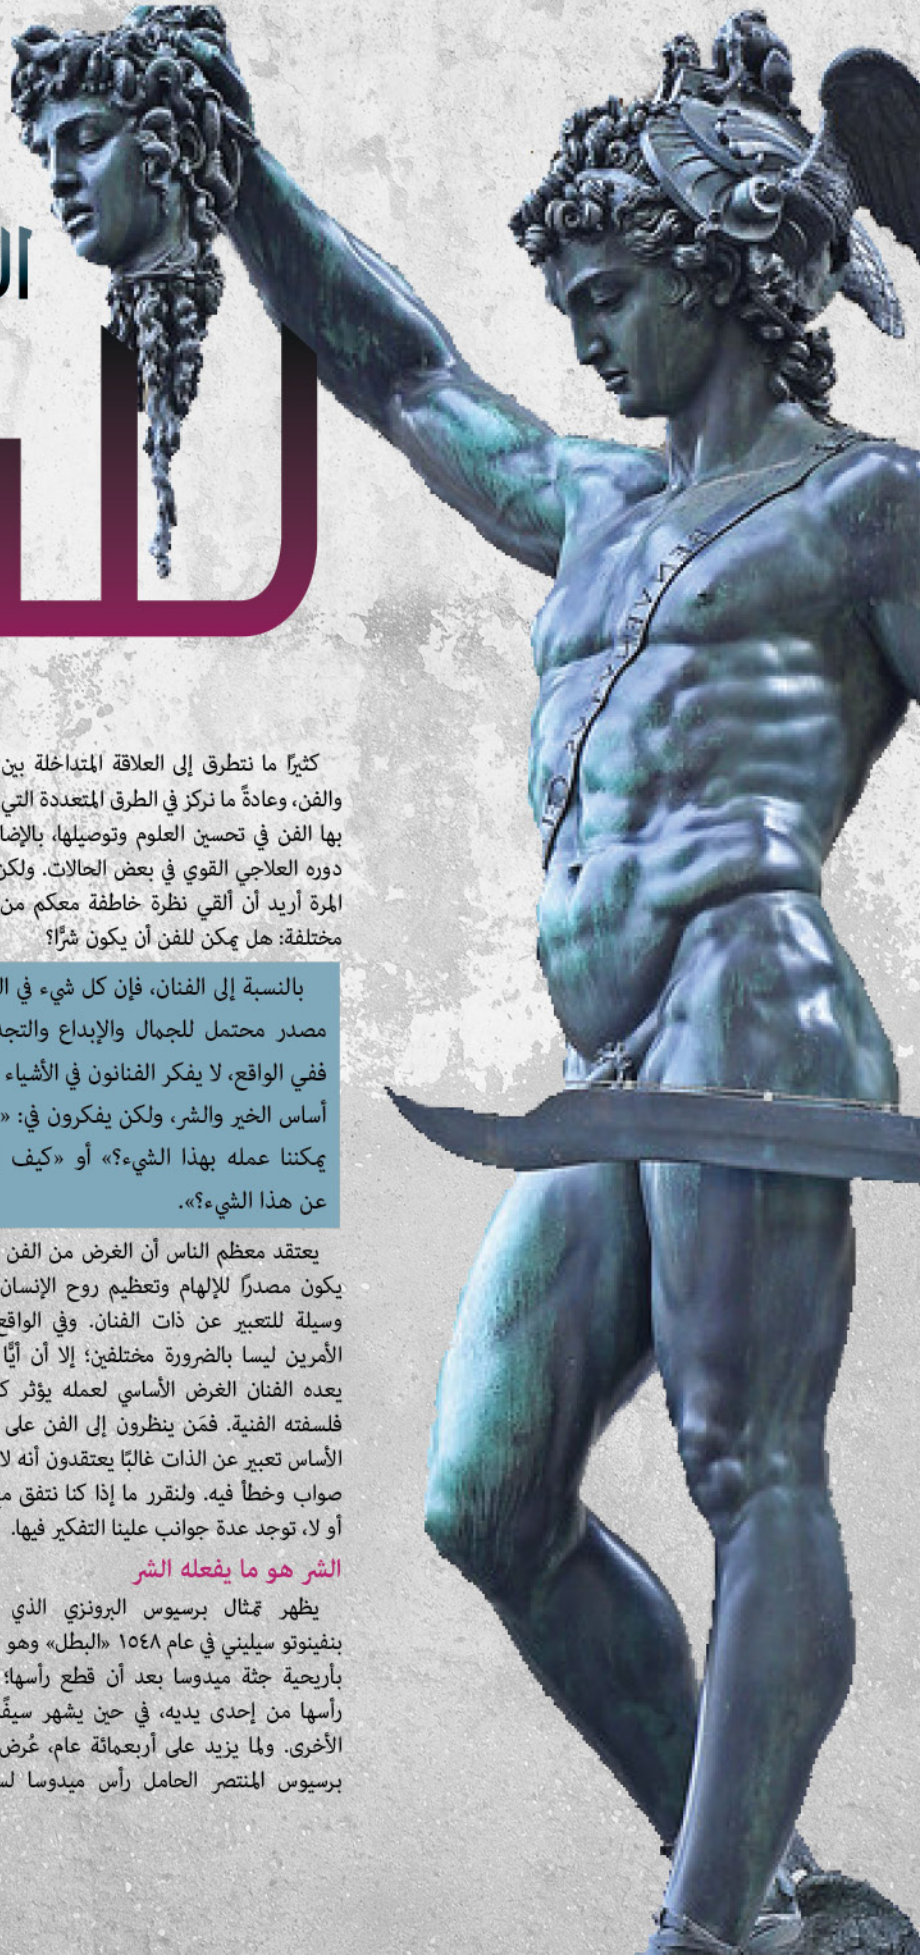 كثيرًا ما نتطرق إلى العلاقة المتداخلة بين
والفن، وعادةً ما نركز في الطرق المتعددة التي
بها الفن في تحسين العلوم وتوصيلها، بالإضا
دوره العلاجي القوي في بعض الحالات. ولكن
المرة أريد أن ألقي نظرة خاطفة معكم من
مختلفة: هل يمكن للفن أن يكون شرًّا؟
بالنسبة إلى الفنان، فإن كل شيء في ال
مصدر محتمل للجمال والإبداع والتجد
ففي الواقع، لا يفكر الفنانون في الأشياء
أساس الخير والشر، ولكن يفكرون في: «
يمكننا عمله بهذا الشيء؟» أو «كيف
عن هذا الشيء؟».
يعتقد معظم الناس أن الغرض من الفن
يكون مصدرًا للإلهام وتعظيم روح الإنسان
وسيلة للتعبير عن ذات الفنان. وفي الواقع
الأمرين ليسا بالضرورة مختلفين؛ إلا أن أيًّا
يعده الفنان الغرض الأساسي لعمله يؤثر ك
فلسفته الفنية. فمَن ينظرون إلى الفن على
الأساس تعبير عن الذات غالبًا يعتقدون أنه لا
صواب وخطأ فيه. ولنقرر ما إذا كنا نتفق مع
أو لا، توجد عدة جوانب علينا التفكير فيها.
الشر هو ما يفعله الشر
يظهر تمثال برسيوس البرونزي الذي
بنفينوتو سيليني في عام ١٥٤٨ «البطل» وهو
بأريحية جثة ميدوسا بعد أن قطع رأسها؛
رأسها من إحدى يديه، في حين يشهر سيفًا
الأخرى. ولما يزيد على أربعمائة عام، عُرض
برسيوس المنتصر الحامل رأس ميدوسا لس